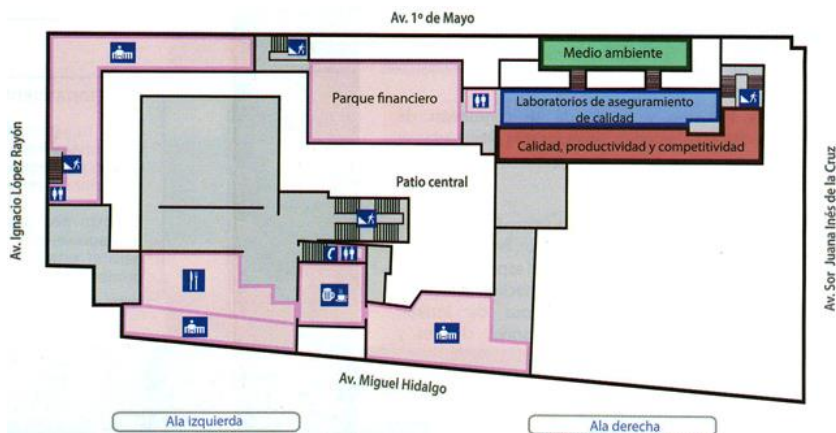 Av. 1º de Mayo
Medio ambiente
Parque financiero
Laboratorios de aseguramiento
de calidad
Calidad, productividad y competitividad
Av. Ignacio López Rayón
Patio central
Av. Sor Juana Inés de la Cruz
Av. Miguel Hidalgo
Ala izquierda
Ala derecha